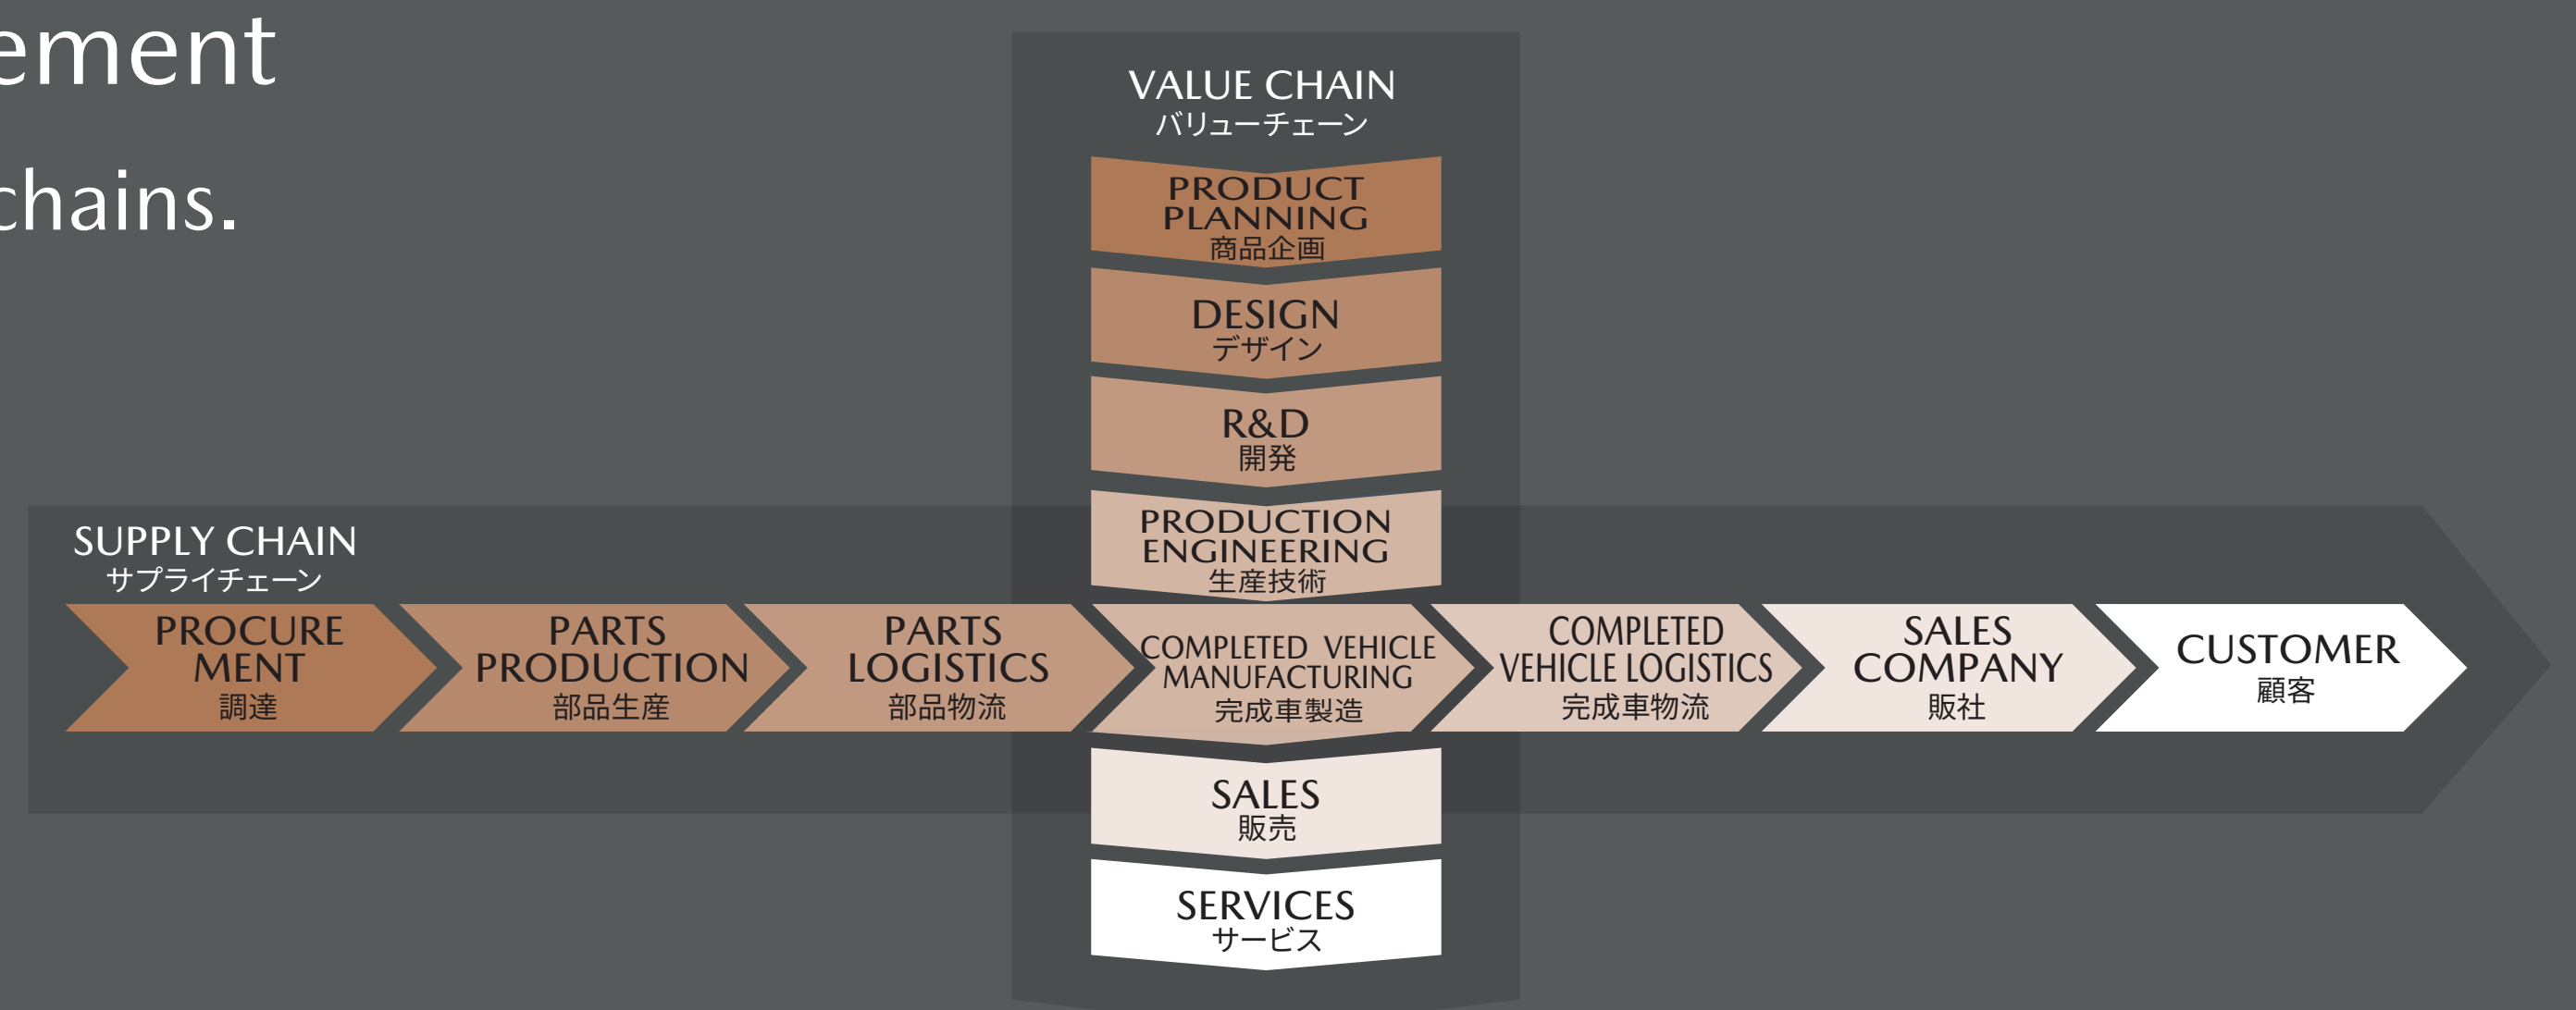 ement
chains.
VALUE CHAIN
バリューチェーン
PRODUCT
PLANNING
商品企画
DESIGN
デザイン
R&D
開発
PRODUCTION
ENGINEERING
生産技術
SUPPLY CHAIN
サプライチェーン
PROCURE
MENT
調達
PARTS
PRODUCTION
部品生産
PARTS
LOGISTICS
部品物流
COMPLETED VEHICLE
MANUFACTURING
完成車製造
COMPLETED
VEHICLE LOGISTICS
完成車物流
SALES
COMPANY
販社
CUSTOMER
顧客
SALES
販売
SERVICES
サービス